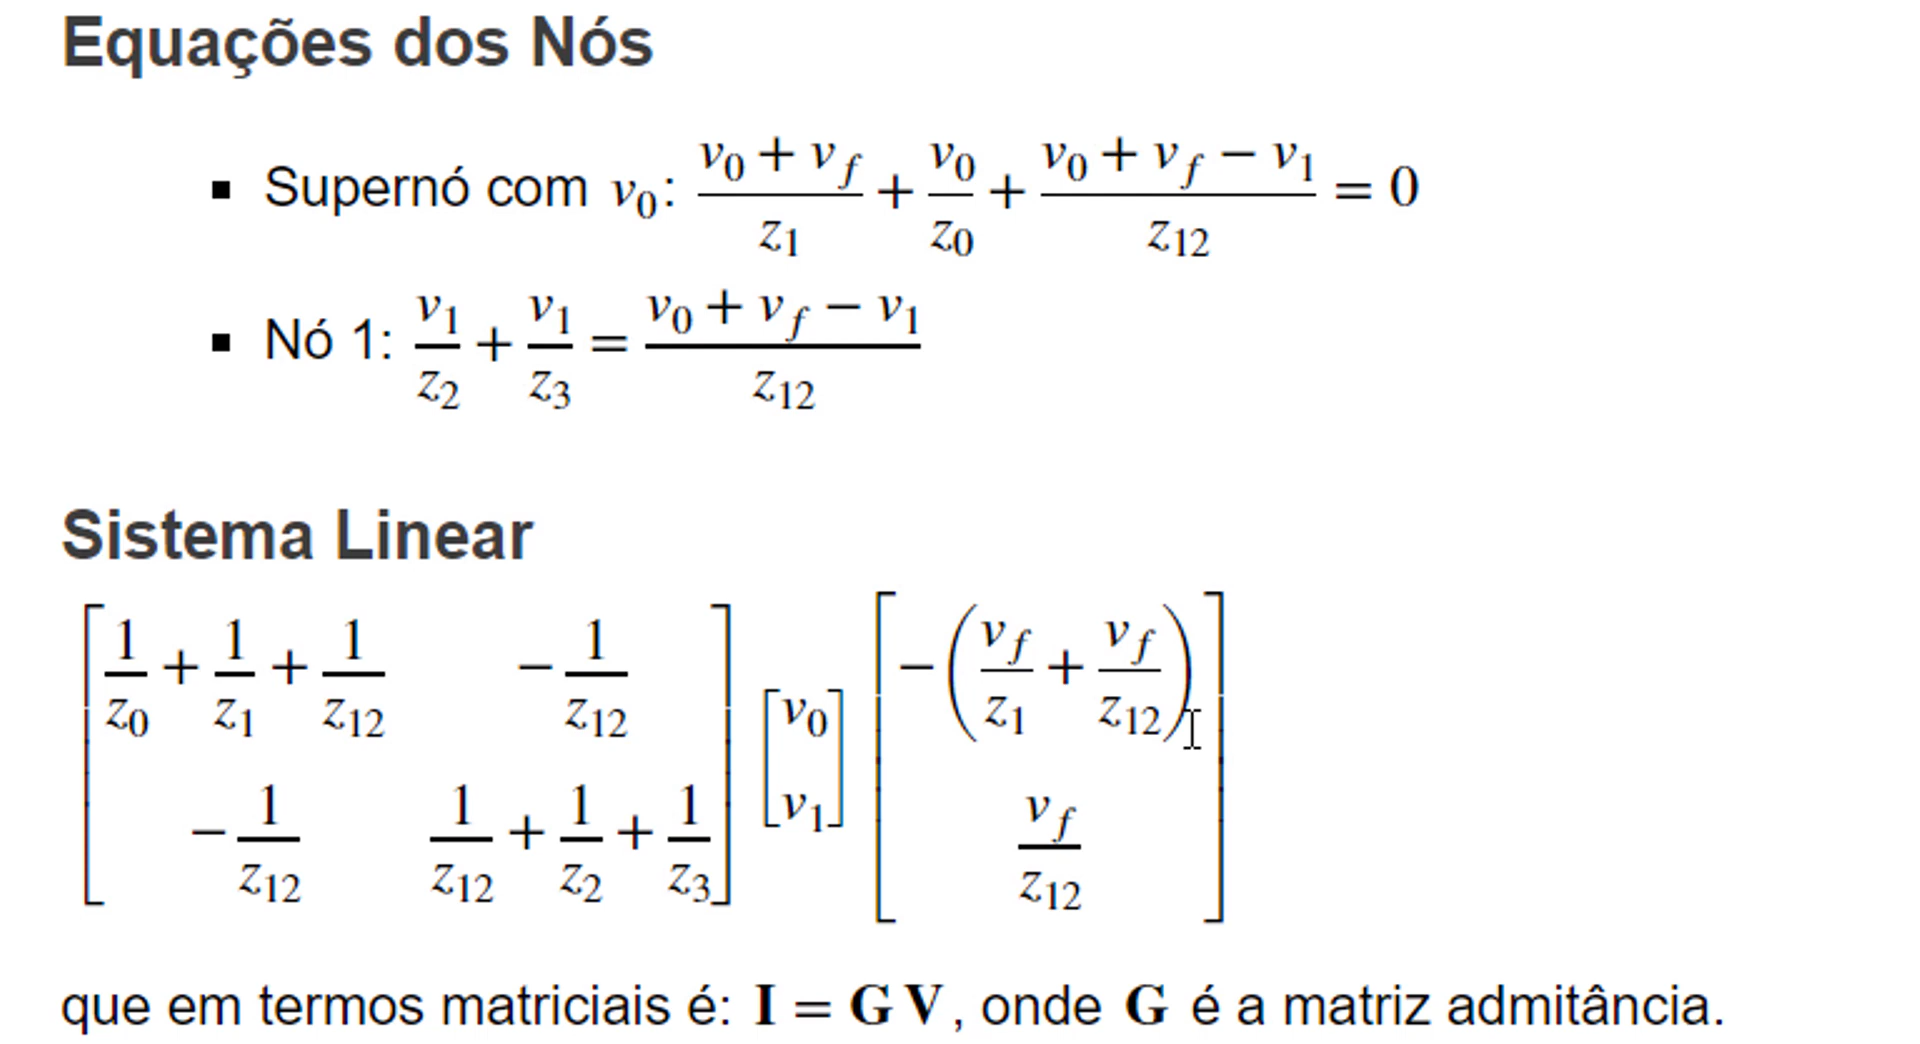 Equações dos Nós
▪ Supernó com v₀: (v₀ + v_f)/z₁ + v₀/z₀ + (v₀ + v_f − v₁)/z₁₂ = 0
▪ Nó 1: v₁/z₂ + v₁/z₃ = (v₀ + v_f − v₁)/z₁₂
Sistema Linear
[1/z₀ + 1/z₁ + 1/z₁₂   −1/z₁₂ ; −1/z₁₂   1/z₁₂ + 1/z₂ + 1/z₃] [v₀ ; v₁] [−(v_f/z₁ + v_f/z₁₂) ; v_f/z₁₂]
que em termos matriciais é: I = G V, onde G é a matriz admitância.